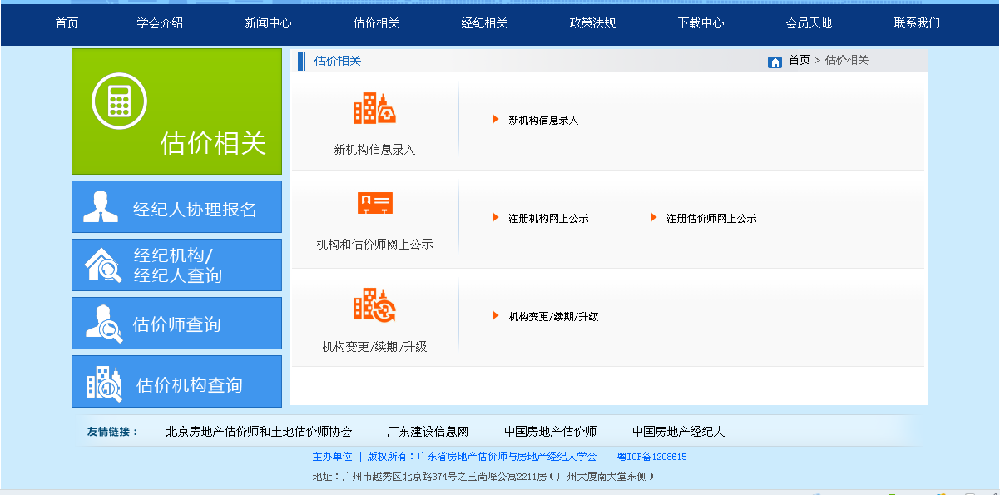 首页 学会介绍 新闻中心 估价相关 经纪相关 政策法规 下载中心 会员天地 联系我们
估价相关
经纪人协理报名
经纪机构/
经纪人查询
估价师查询
估价机构查询
估价相关 首页 > 估价相关
新机构信息录入
新机构信息录入
机构和估价师网上公示
注册机构网上公示 注册估价师网上公示
机构变更/续期/升级
机构变更/续期/升级
友情链接： 北京房地产估价师和土地估价师协会 广东建设信息网 中国房地产估价师 中国房地产经纪人
主办单位 | 版权所有：广东省房地产估价师与房地产经纪人学会 粤ICP备1208615
地址：广州市越秀区北京路374号之三尚峰公寓2211房（广州大厦南大堂东侧）